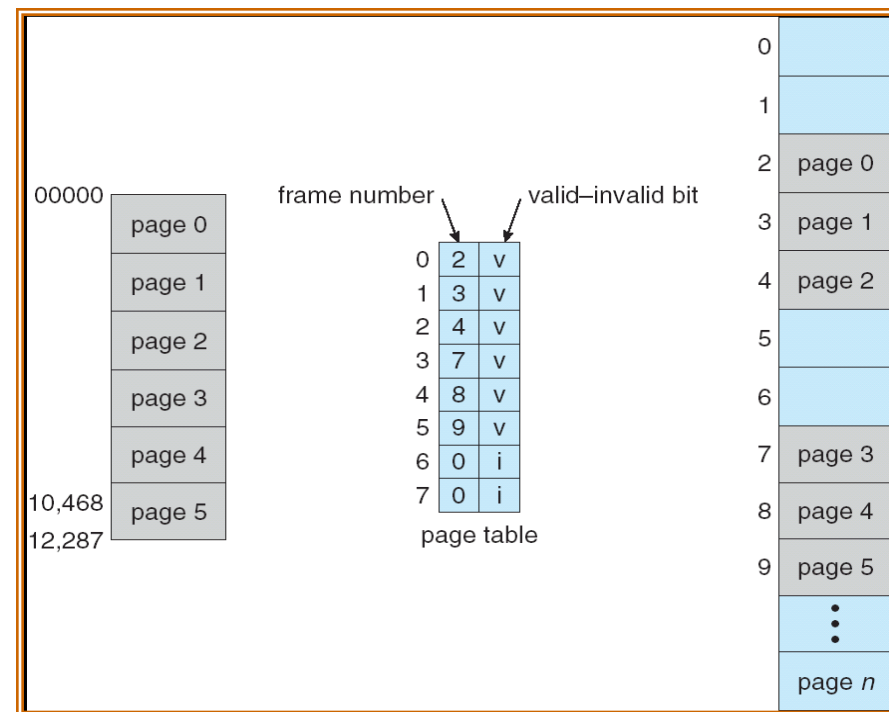 00000
page 0
page 1
page 2
page 3
page 4
page 5
10,468
12,287
frame number
valid–invalid bit
0 2 v
1 3 v
2 4 v
3 7 v
4 8 v
5 9 v
6 0 i
7 0 i
page table
0
1
2 page 0
3 page 1
4 page 2
5
6
7 page 3
8 page 4
9 page 5
page n